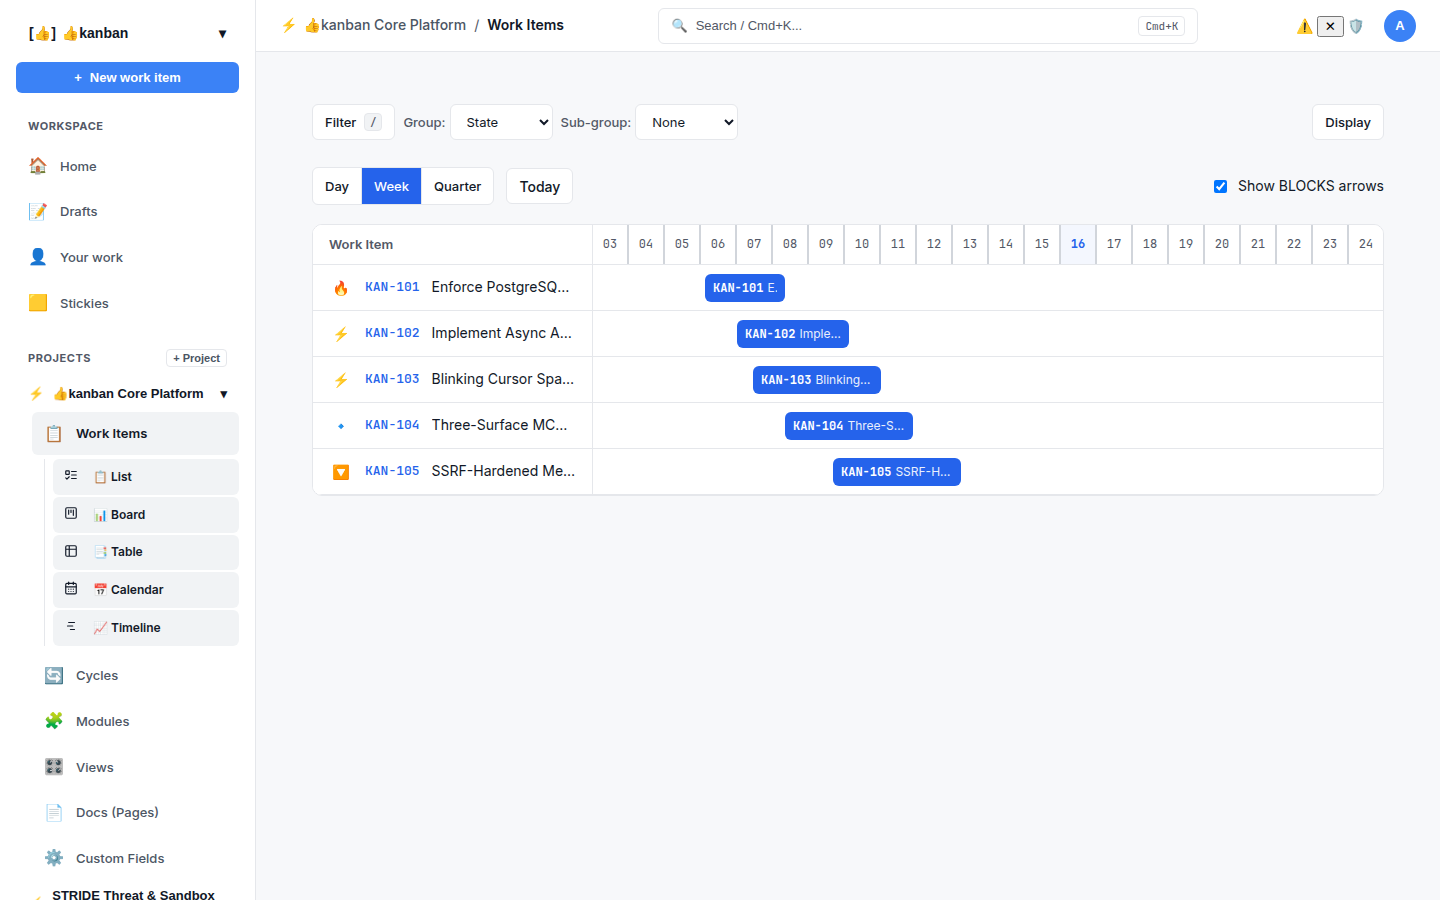 [👍] 👍kanban ▼
+ New work item
WORKSPACE
🏠 Home
📝 Drafts
👤 Your work
🟨 Stickies
PROJECTS + Project
⚡ 👍kanban Core Platform ▼
📋 Work Items
📋 List
📊 Board
📑 Table
📅 Calendar
📈 Timeline
🔄 Cycles
🧩 Modules
🎛️ Views
📄 Docs (Pages)
⚙️ Custom Fields
STRIDE Threat & Sandbox
⚡ 👍kanban Core Platform / Work Items
🔍 Search / Cmd+K... Cmd+K
⚠️ ✕ 🛡️ A
Filter / Group: State Sub-group: None Display
Day Week Quarter Today Show BLOCKS arrows
Work Item 03 04 05 06 07 08 09 10 11 12 13 14 15 16 17 18 19 20 21 22 23 24
🔥 KAN-101 Enforce PostgreSQ... KAN-101 E.
⚡ KAN-102 Implement Async A... KAN-102 Imple...
⚡ KAN-103 Blinking Cursor Spa... KAN-103 Blinking...
🔹 KAN-104 Three-Surface MC... KAN-104 Three-S...
🔽 KAN-105 SSRF-Hardened Me... KAN-105 SSRF-H...